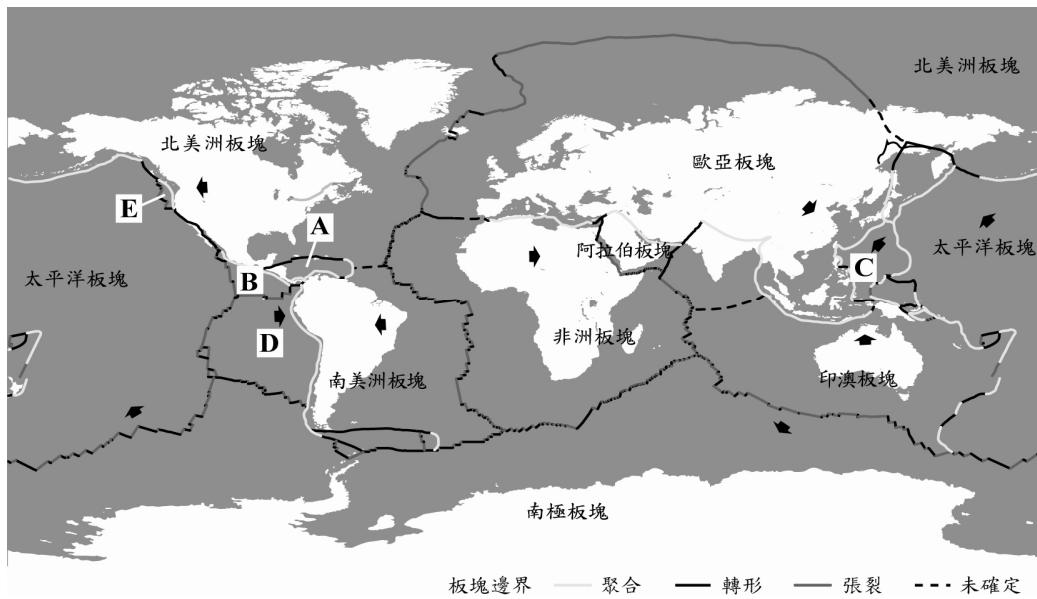 北美洲板塊
北美洲板塊
歐亞板塊
E
A
阿拉伯板塊
太平洋板塊
太平洋板塊
B
C
D
非洲板塊
南美洲板塊
印澳板塊
南極板塊
板塊邊界 聚合 轉形 張裂 未確定